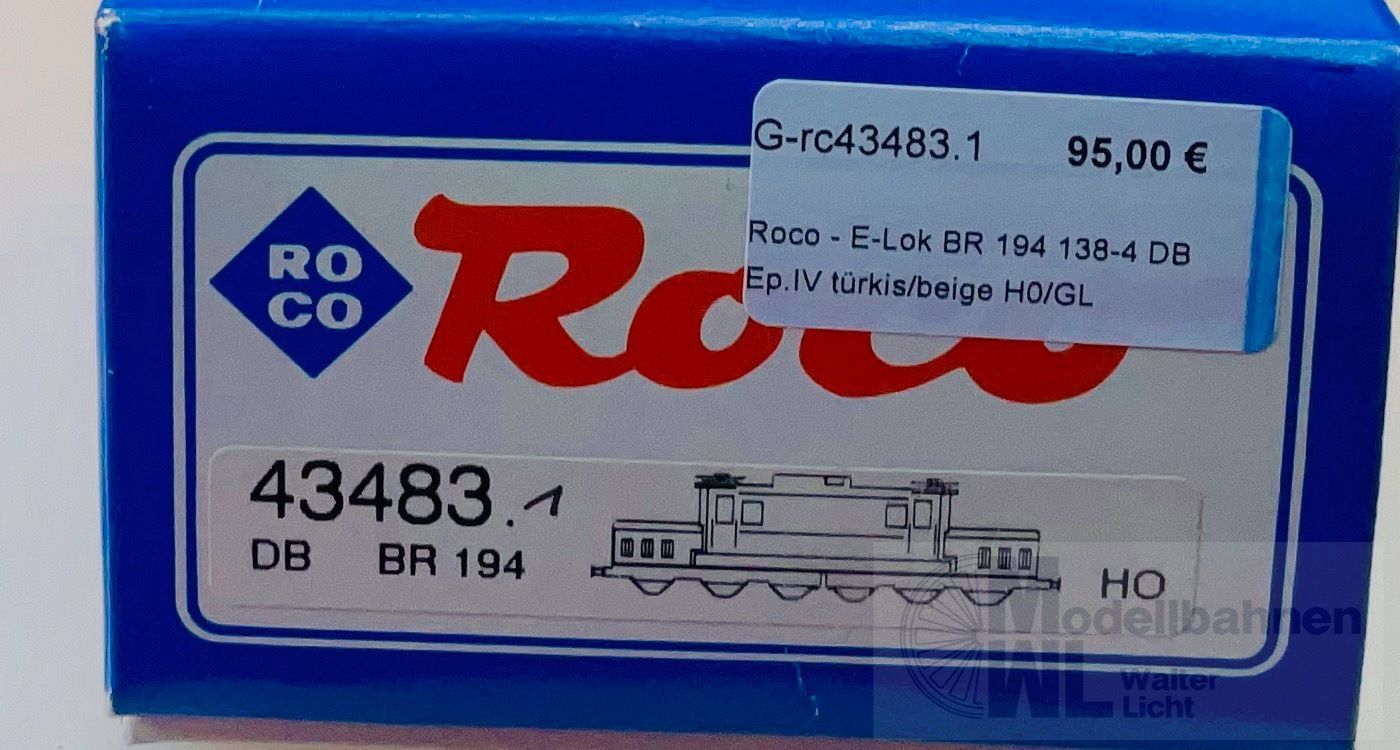 G-rc43483.1 95,00 €
Roco - E-Lok BR 194 138-4 DB
Ep.IV türkis/beige H0/GL
RO
CO
Roco
43483.1
DB BR 194
HO
Modellbahnen
WL Walter
Licht